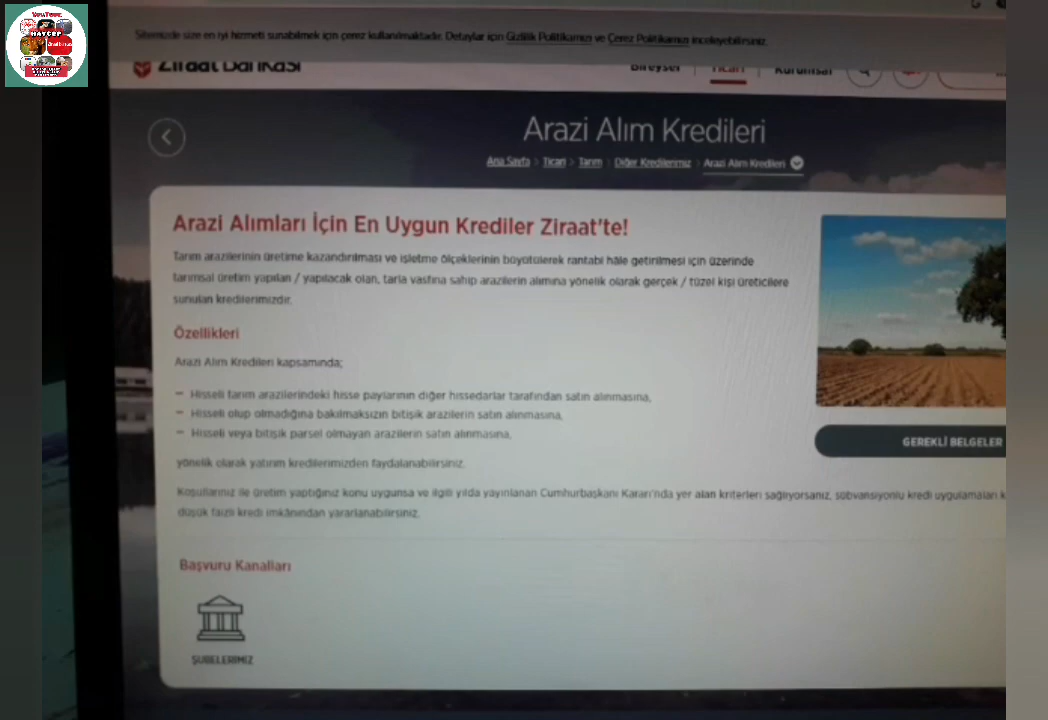 YouTube
HAYCEP
Sitemizde size en iyi hizmeti sunabilmek için çerez kullanılmaktadır. Detaylar için Gizlilik Politikamızı ve Çerez Politikamızı inceleyebilirsiniz.
Ziraat Bankası
Bireysel
Ticari
Kurumsal
Arazi Alım Kredileri
Ana Sayfa > Ticari > Tarım > Diğer Kredilerimiz > Arazi Alım Kredileri
Arazi Alımları İçin En Uygun Krediler Ziraat'te!
Tarım arazilerinin üretime kazandırılması ve işletme ölçeklerinin büyütülerek rantabl hâle getirilmesi için üzerinde
tarımsal üretim yapılan / yapılacak olan, tarla vasfına sahip arazilerin alımına yönelik olarak gerçek / tüzel kişi üreticilere
sunulan kredilerimizdir.
Özellikleri
Arazi Alım Kredileri kapsamında;
– Hisseli tarım arazilerindeki hisse paylarının diğer hissedarlar tarafından satın alınmasına,
– Hisseli olup olmadığına bakılmaksızın bitişik arazilerin satın alınmasına,
– Hisseli veya bitişik parsel olmayan arazilerin satın alınmasına,
yönelik olarak yatırım kredilerimizden faydalanabilirsiniz.
Koşullarınız ile üretim yaptığınız konu uygunsa ve ilgili yılda yayınlanan Cumhurbaşkanı Kararı'nda yer alan kriterleri sağlıyorsanız, sübvansiyonlu kredi uygulamaları k
düşük faizli kredi imkânından yararlanabilirsiniz.
GEREKLİ BELGELER
Başvuru Kanalları
ŞUBELERİMİZ